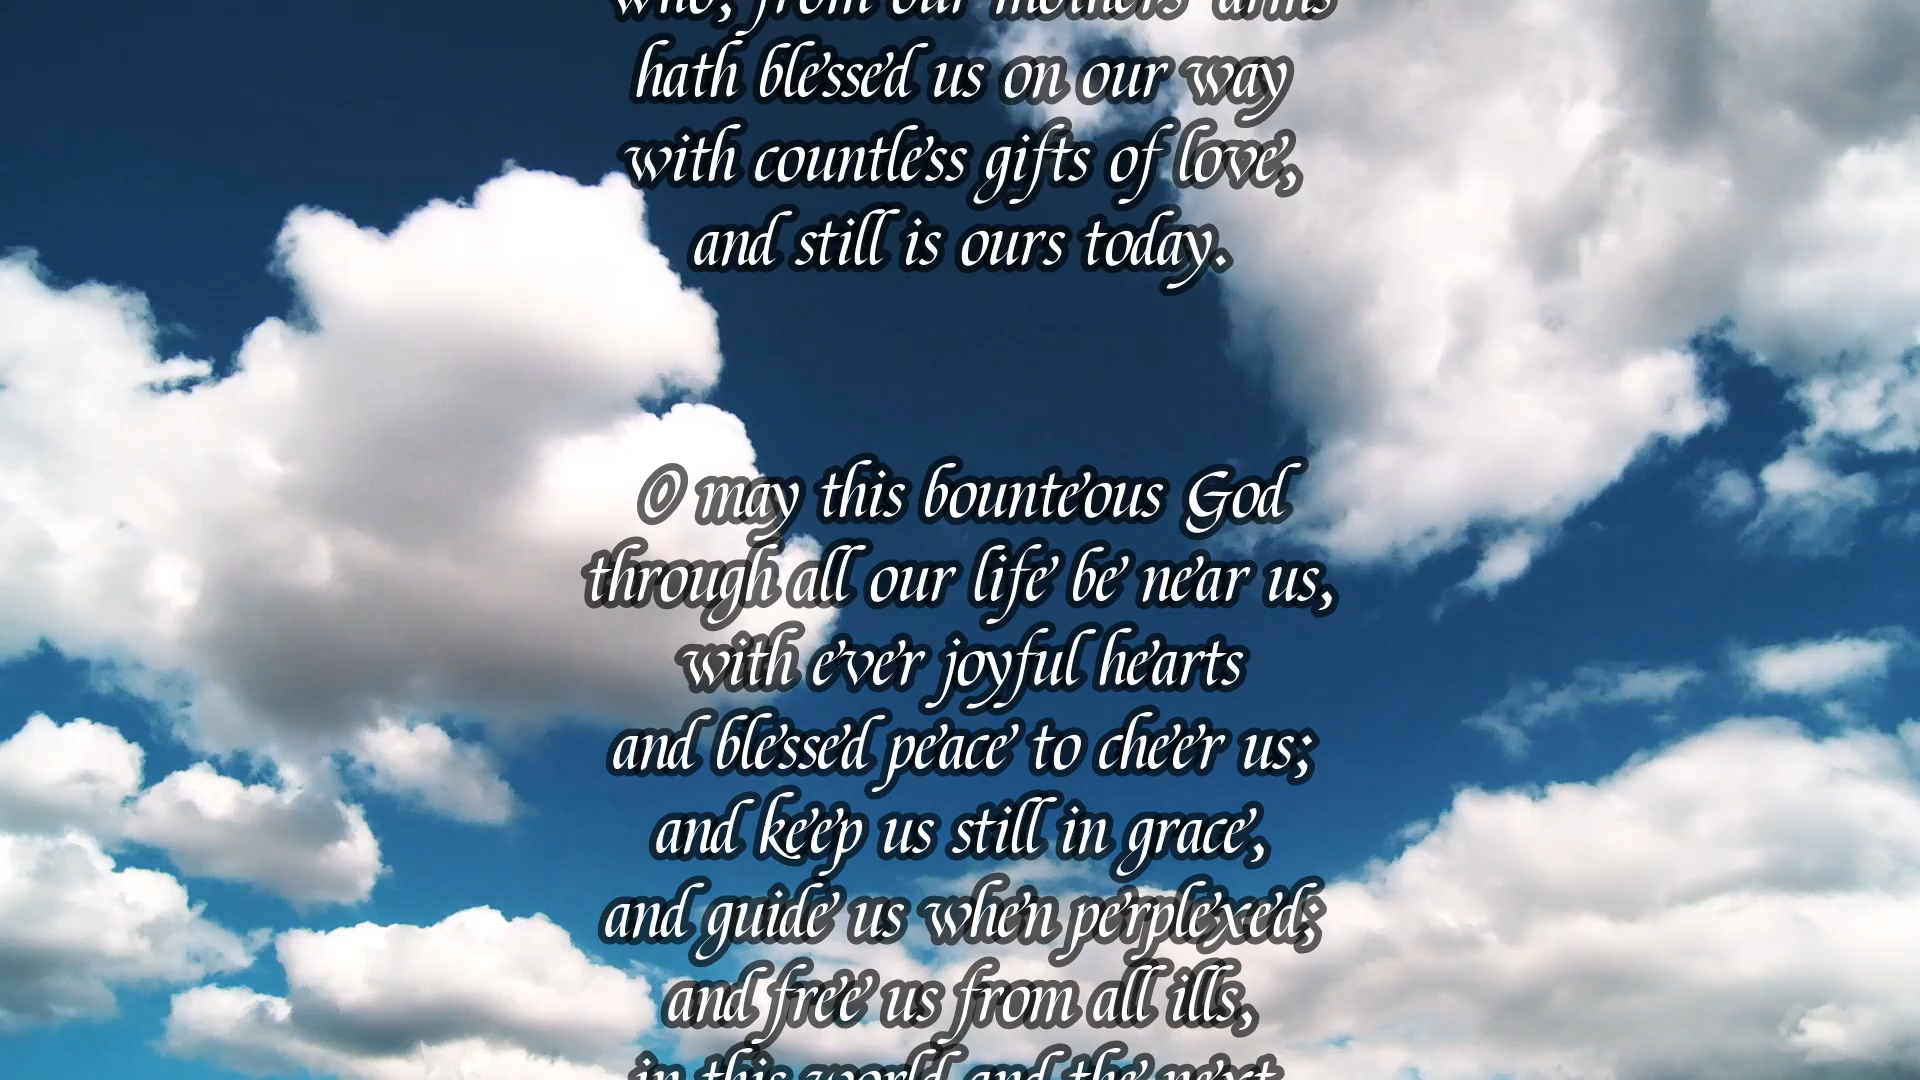 who, from our mothers' arms
hath blessed us on our way
with countless gifts of love,
and still is ours today.
O may this bounteous God
through all our life be near us,
with ever joyful hearts
and blessed peace to cheer us;
and keep us still in grace,
and guide us when perplexed;
and free us from all ills,
in this world and the next